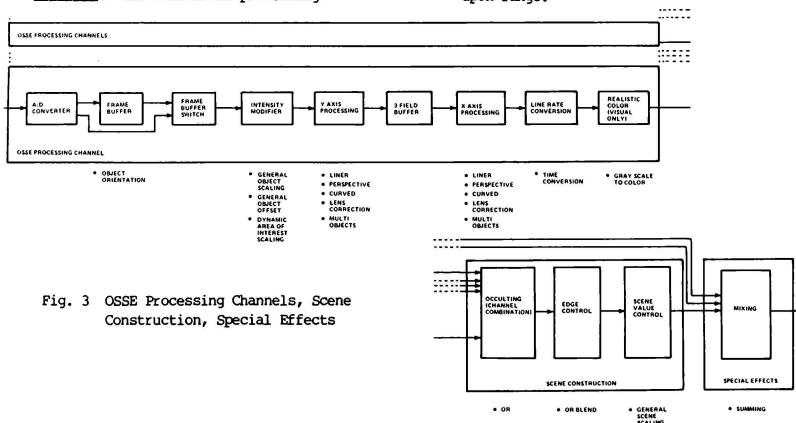 upon range.
OSSE PROCESSING CHANNELS
A/D
CONVERTER
FRAME
BUFFER
FRAME
BUFFER
SWITCH
INTENSITY
MODIFIER
Y AXIS
PROCESSING
3 FIELD
BUFFER
X AXIS
PROCESSING
LINE RATE
CONVERSION
REALISTIC
COLOR
(VISUAL
ONLY)
OSSE PROCESSING CHANNEL
• OBJECT
ORIENTATION
• GENERAL
OBJECT
SCALING
• GENERAL
OBJECT
OFFSET
• DYNAMIC
AREA OF
INTEREST
SCALING
• LINER
• PERSPECTIVE
• CURVED
• LENS
CORRECTION
• MULTI
OBJECTS
• LINER
• PERSPECTIVE
• CURVED
• LENS
CORRECTION
• MULTI
OBJECTS
• TIME
CONVERSION
• GRAY SCALE
TO COLOR
Fig. 3 OSSE Processing Channels, Scene
Construction, Special Effects
OCCULTING
(CHANNEL
COMBINATION)
EDGE
CONTROL
SCENE
VALUE
CONTROL
MIXING
SCENE CONSTRUCTION
SPECIAL EFFECTS
• OR
• OR BLEND
• GENERAL
SCENE
SCALING
• SUMMING